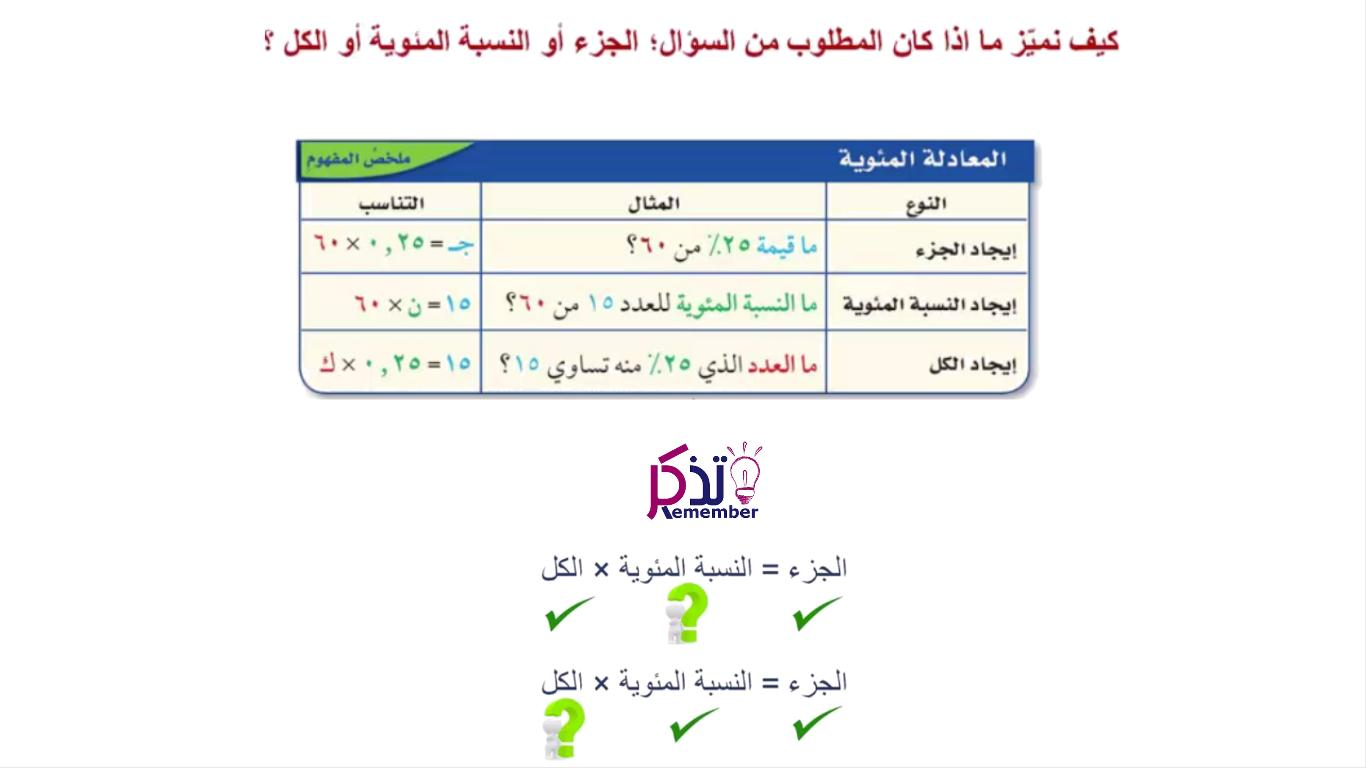 كيف نميّز ما اذا كان المطلوب من السؤال؛ الجزء أو النسبة المئوية أو الكل ؟
المعادلة المئوية ملخصُ المفهومِ
النوع المثال التناسب
إيجاد الجزء ما قيمة ٢٥٪ من ٦٠؟ جـ = ٠,٢٥ × ٦٠
إيجاد النسبة المئوية ما النسبة المئوية للعدد ١٥ من ٦٠؟ ١٥ = ن × ٦٠
إيجاد الكل ما العدد الذي ٢٥٪ منه تساوي ١٥؟ ١٥ = ٠,٢٥ × ك
تذكر
Remember
الجزء = النسبة المئوية × الكل
الجزء = النسبة المئوية × الكل